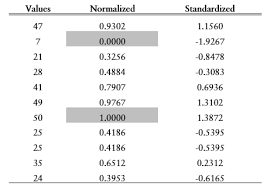 Values Normalized Standardized
47 0.9302 1.1560
7 0.0000 -1.9267
21 0.3256 -0.8478
28 0.4884 -0.3083
41 0.7907 0.6936
49 0.9767 1.3102
50 1.0000 1.3872
25 0.4186 -0.5395
25 0.4186 -0.5395
35 0.6512 0.2312
24 0.3953 -0.6165